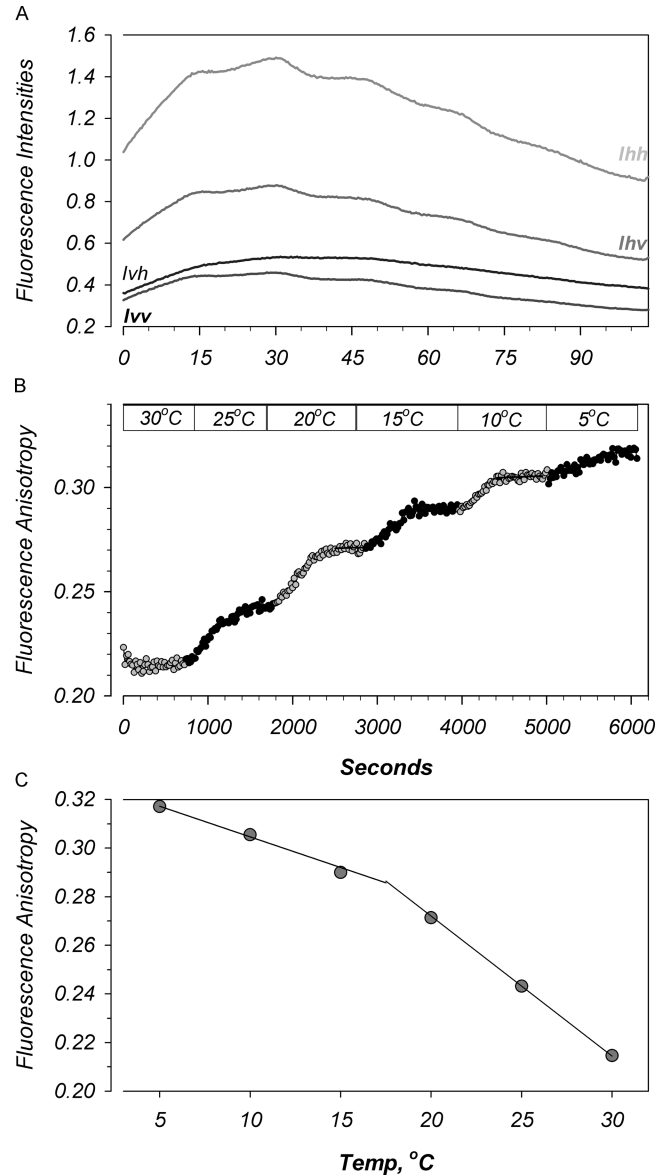 A
Fluorescence Intensities
1.6
1.4
1.2
1.0
0.8
0.6
0.4
0.2
Ihh
Ihv
Ivh
Ivv
0 15 30 45 60 75 90
B
Fluorescence Anisotropy
30°C 25°C 20°C 15°C 10°C 5°C
0.30
0.25
0.20
0 1000 2000 3000 4000 5000 6000
Seconds
C
Fluorescence Anisotropy
0.32
0.30
0.28
0.26
0.24
0.22
0.20
5 10 15 20 25 30
Temp, °C